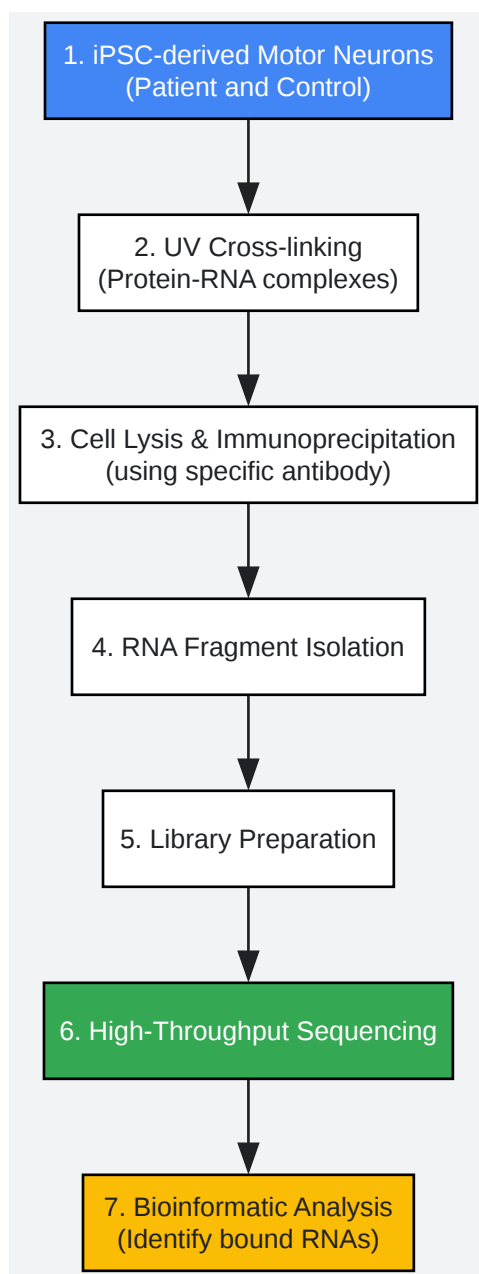 1. iPSC-derived Motor Neurons
(Patient and Control)
2. UV Cross-linking
(Protein-RNA complexes)
3. Cell Lysis & Immunoprecipitation
(using specific antibody)
4. RNA Fragment Isolation
5. Library Preparation
6. High-Throughput Sequencing
7. Bioinformatic Analysis
(Identify bound RNAs)